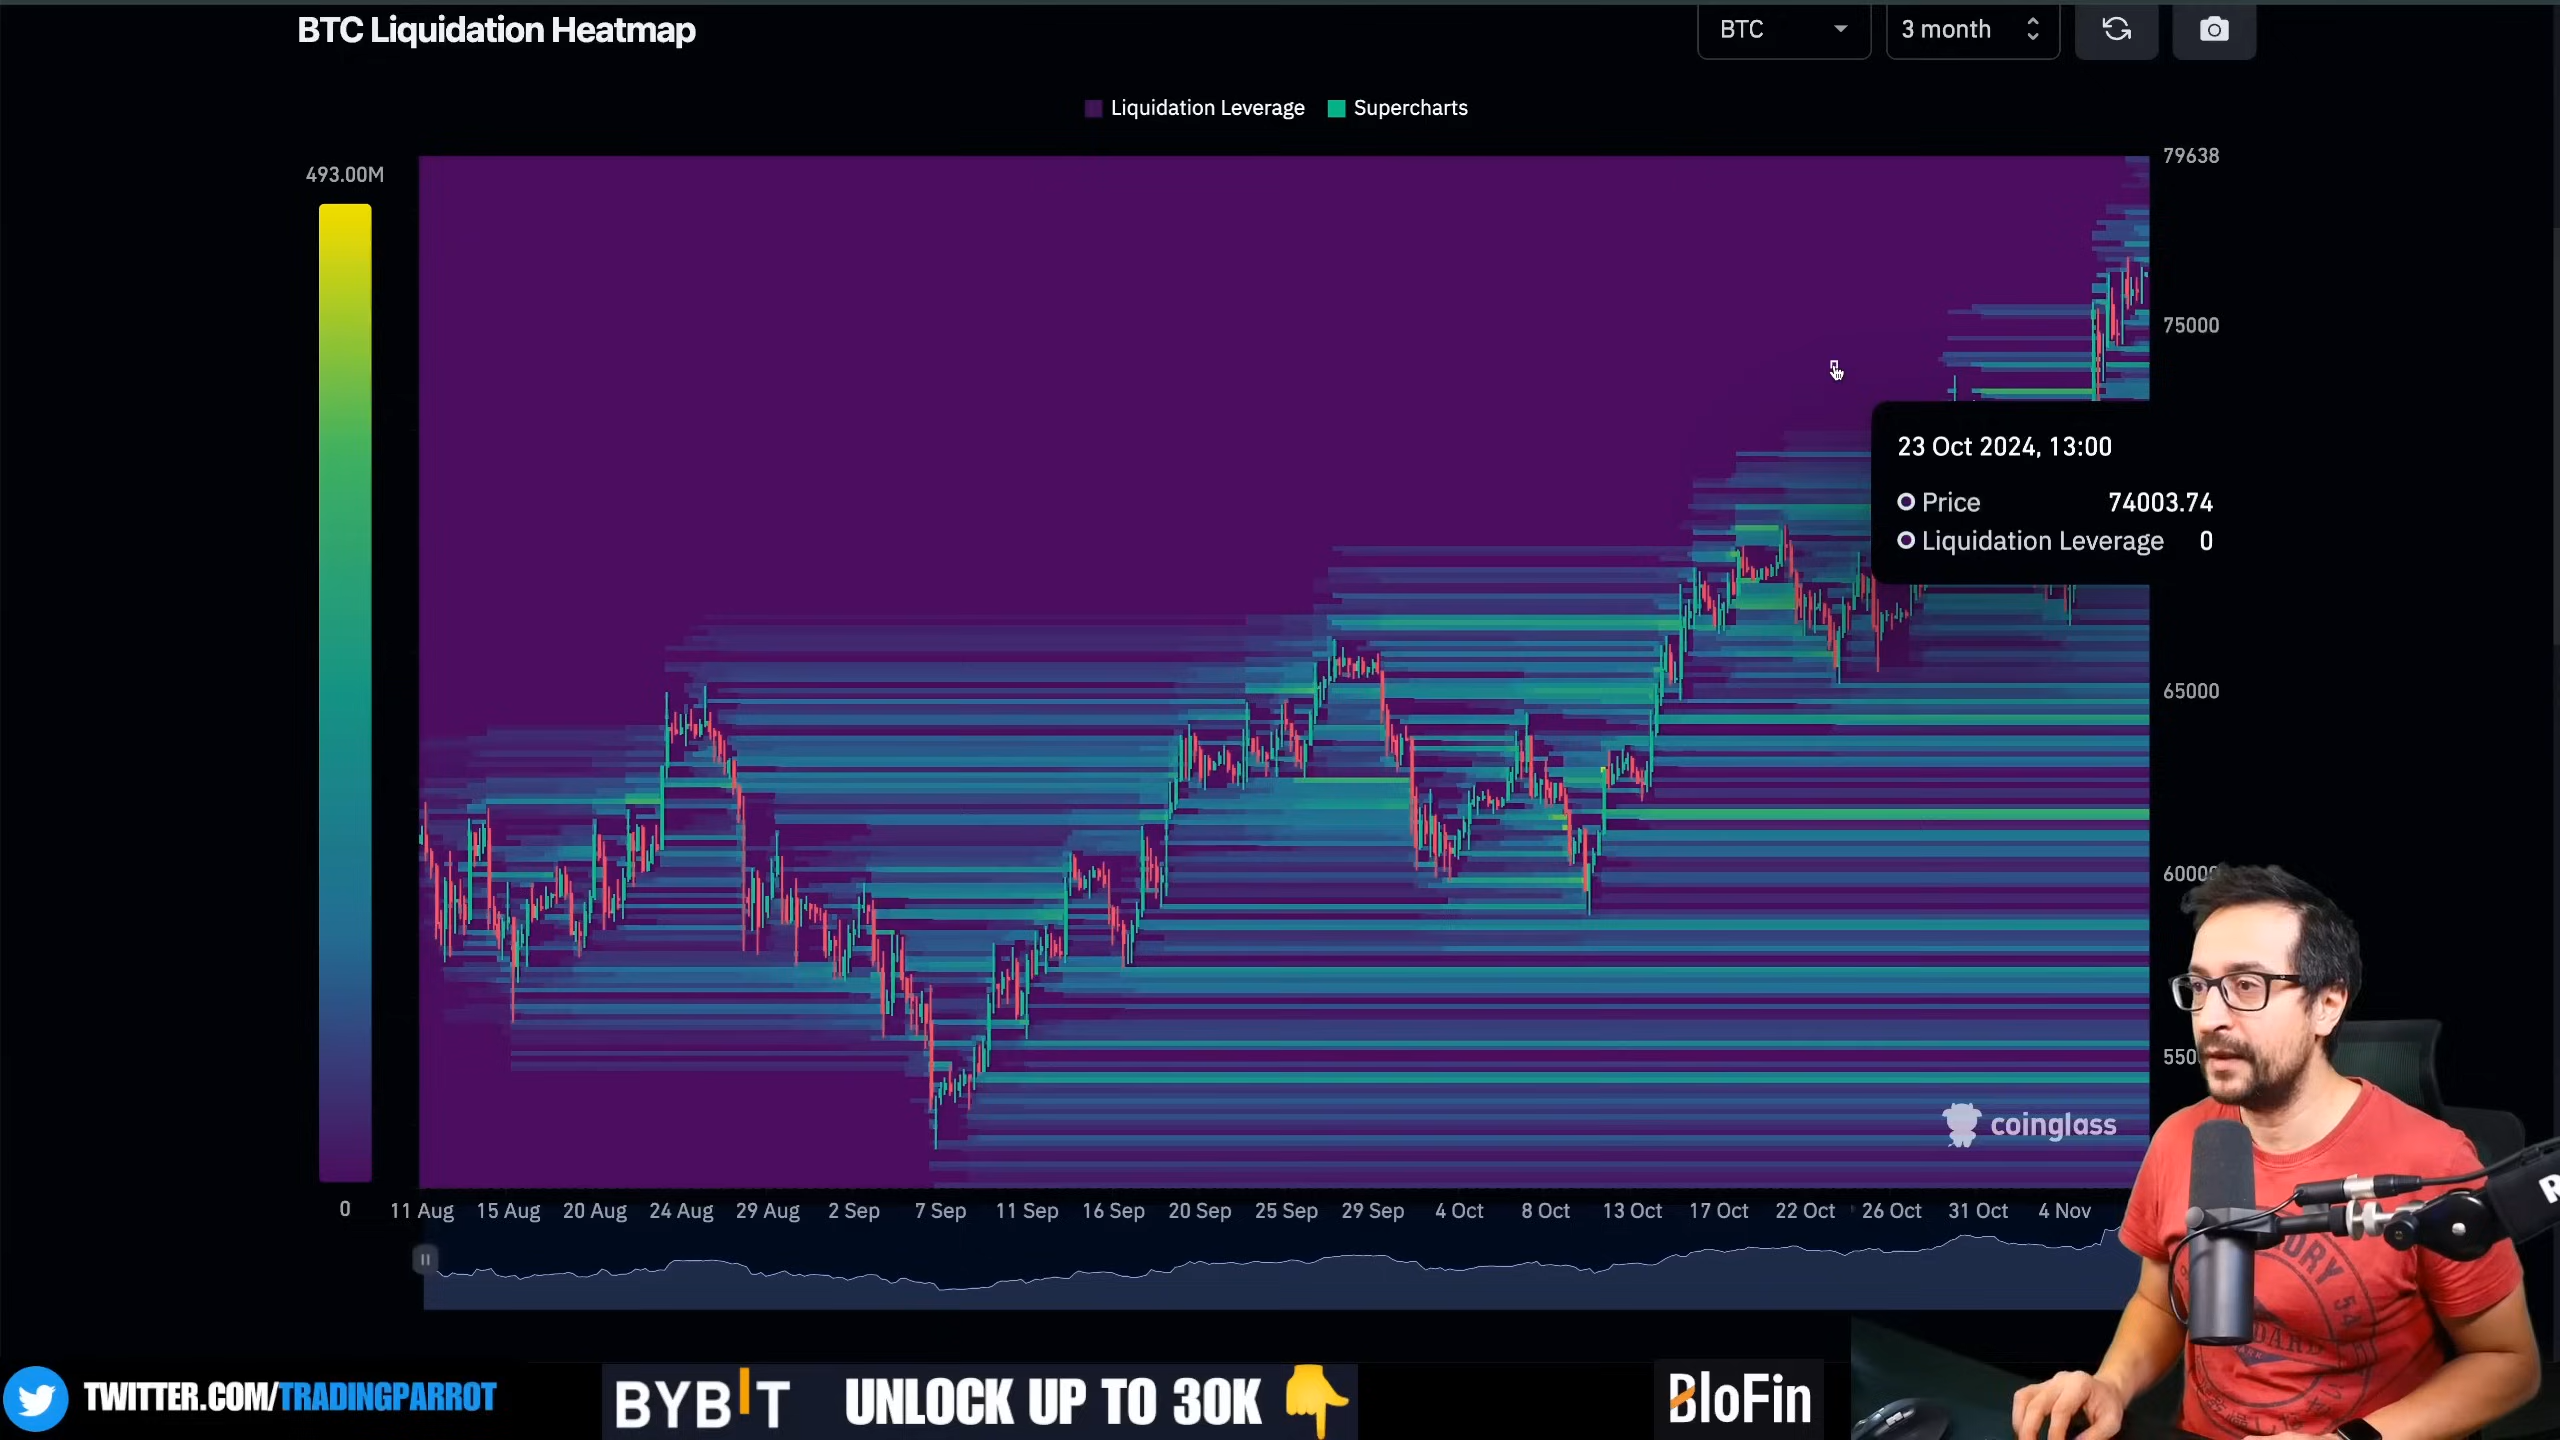 BTC Liquidation Heatmap
BTC
3 month
Liquidation Leverage
Supercharts
493.00M
79638
75000
23 Oct 2024, 13:00
Price 74003.74
Liquidation Leverage 0
65000
60000
550
coinglass
0
11 Aug 15 Aug 20 Aug 24 Aug 29 Aug 2 Sep 7 Sep 11 Sep 16 Sep 20 Sep 25 Sep 29 Sep 4 Oct 8 Oct 13 Oct 17 Oct 22 Oct 26 Oct 31 Oct 4 Nov
TWITTER.COM/TRADINGPARROT
BYBIT UNLOCK UP TO 30K
BloFin